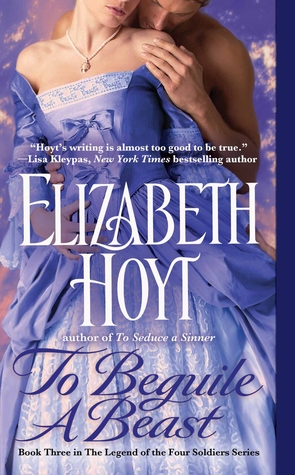 "Hoyt's writing is almost too good to be true."
—Lisa Kleypas, New York Times bestselling author
ELIZABETH
HOYT
author of To Seduce a Sinner
To Beguile
A Beast
Book Three in The Legend of the Four Soldiers Series